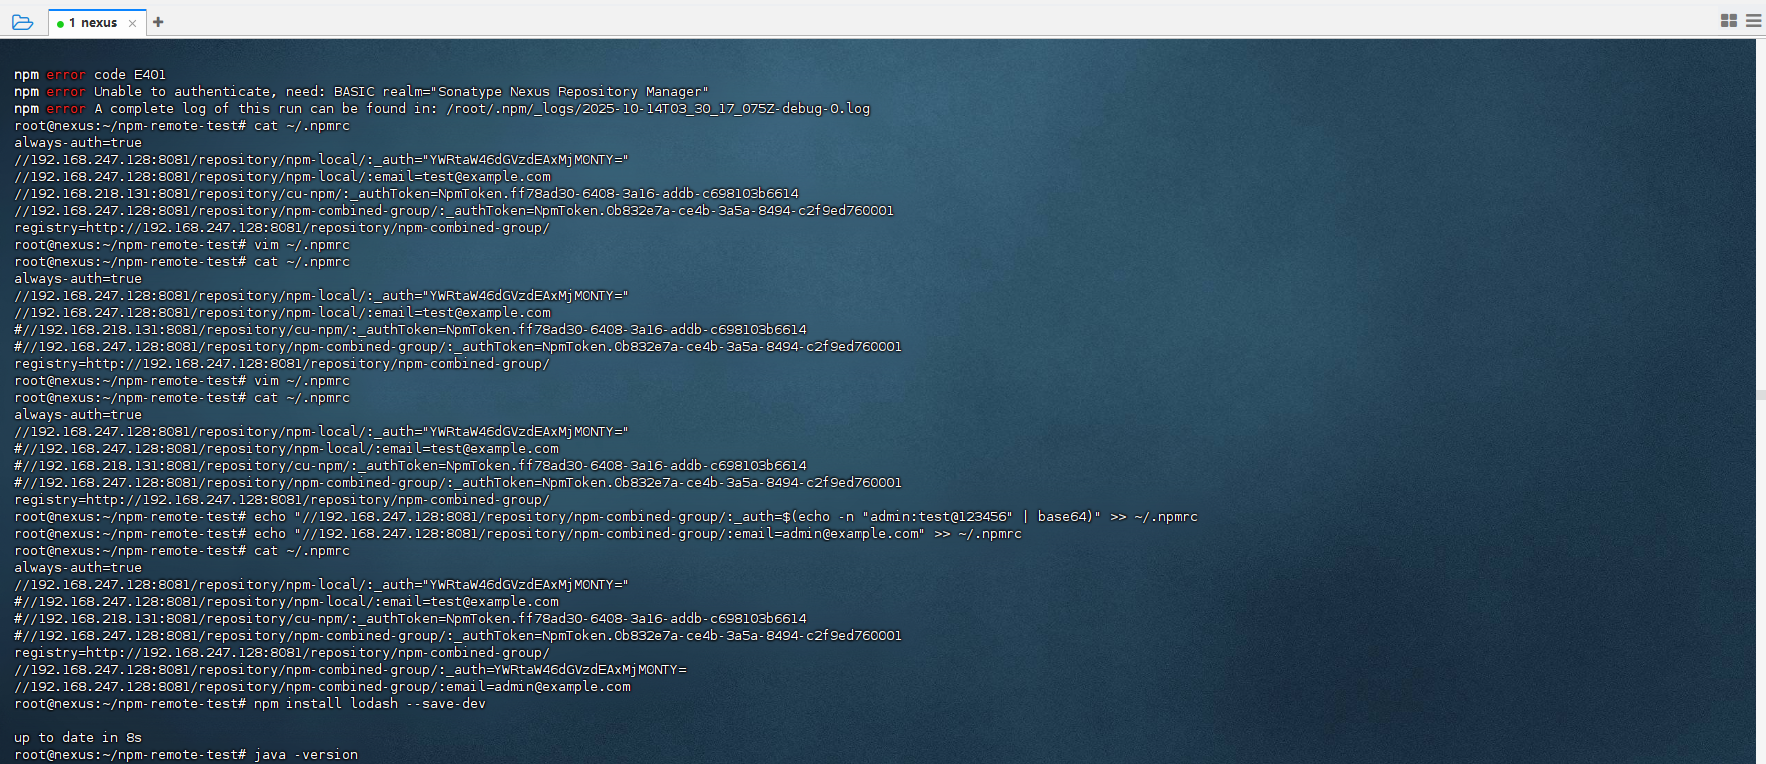 1 nexus × +
npm error code E401
npm error Unable to authenticate, need: BASIC realm="Sonatype Nexus Repository Manager"
npm error A complete log of this run can be found in: /root/.npm/_logs/2025-10-14T03_30_17_075Z-debug-0.log
root@nexus:~/npm-remote-test# cat ~/.npmrc
always-auth=true
//192.168.247.128:8081/repository/npm-local/:_auth="YWRtaW46dGVzdEAxMjM0NTY="
//192.168.247.128:8081/repository/npm-local/:email=test@example.com
//192.168.218.131:8081/repository/cu-npm/:_authToken=NpmToken.ff78ad30-6408-3a16-addb-c698103b6614
//192.168.247.128:8081/repository/npm-combined-group/:_authToken=NpmToken.0b832e7a-ce4b-3a5a-8494-c2f9ed760001
registry=http://192.168.247.128:8081/repository/npm-combined-group/
root@nexus:~/npm-remote-test# vim ~/.npmrc
root@nexus:~/npm-remote-test# cat ~/.npmrc
always-auth=true
//192.168.247.128:8081/repository/npm-local/:_auth="YWRtaW46dGVzdEAxMjM0NTY="
//192.168.247.128:8081/repository/npm-local/:email=test@example.com
#//192.168.218.131:8081/repository/cu-npm/:_authToken=NpmToken.ff78ad30-6408-3a16-addb-c698103b6614
#//192.168.247.128:8081/repository/npm-combined-group/:_authToken=NpmToken.0b832e7a-ce4b-3a5a-8494-c2f9ed760001
registry=http://192.168.247.128:8081/repository/npm-combined-group/
root@nexus:~/npm-remote-test# vim ~/.npmrc
root@nexus:~/npm-remote-test# cat ~/.npmrc
always-auth=true
//192.168.247.128:8081/repository/npm-local/:_auth="YWRtaW46dGVzdEAxMjM0NTY="
#//192.168.247.128:8081/repository/npm-local/:email=test@example.com
#//192.168.218.131:8081/repository/cu-npm/:_authToken=NpmToken.ff78ad30-6408-3a16-addb-c698103b6614
#//192.168.247.128:8081/repository/npm-combined-group/:_authToken=NpmToken.0b832e7a-ce4b-3a5a-8494-c2f9ed760001
registry=http://192.168.247.128:8081/repository/npm-combined-group/
root@nexus:~/npm-remote-test# echo "//192.168.247.128:8081/repository/npm-combined-group/:_auth=$(echo -n "admin:test@123456" | base64)" >> ~/.npmrc
root@nexus:~/npm-remote-test# echo "//192.168.247.128:8081/repository/npm-combined-group/:email=admin@example.com" >> ~/.npmrc
root@nexus:~/npm-remote-test# cat ~/.npmrc
always-auth=true
//192.168.247.128:8081/repository/npm-local/:_auth="YWRtaW46dGVzdEAxMjM0NTY="
#//192.168.247.128:8081/repository/npm-local/:email=test@example.com
#//192.168.218.131:8081/repository/cu-npm/:_authToken=NpmToken.ff78ad30-6408-3a16-addb-c698103b6614
#//192.168.247.128:8081/repository/npm-combined-group/:_authToken=NpmToken.0b832e7a-ce4b-3a5a-8494-c2f9ed760001
registry=http://192.168.247.128:8081/repository/npm-combined-group/
//192.168.247.128:8081/repository/npm-combined-group/:_auth=YWRtaW46dGVzdEAxMjM0NTY=
//192.168.247.128:8081/repository/npm-combined-group/:email=admin@example.com
root@nexus:~/npm-remote-test# npm install lodash --save-dev
up to date in 8s
root@nexus:~/npm-remote-test# java -version